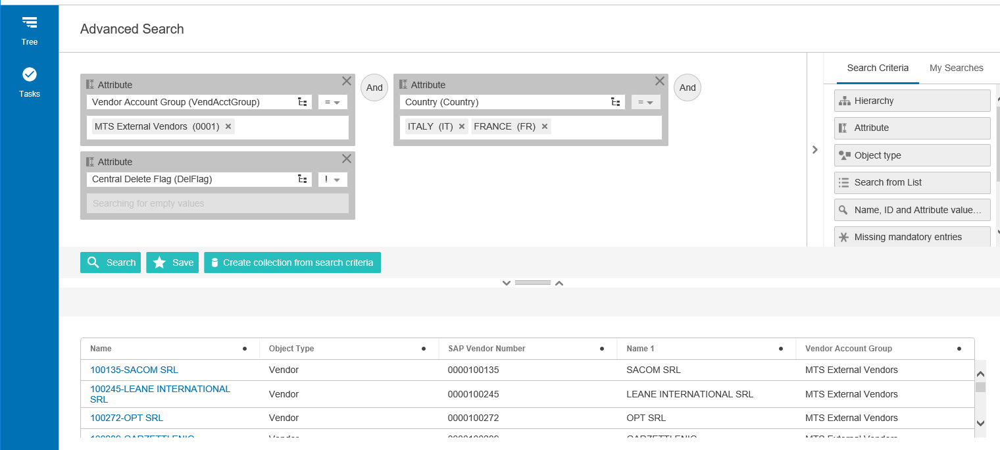 Tree
Tasks
Advanced Search
Attribute
Vendor Account Group (VendAcctGroup)
=
MTS External Vendors (0001)
And
Attribute
Country (Country)
=
ITALY (IT) FRANCE (FR)
And
Attribute
Central Delete Flag (DelFlag)
!
Searching for empty values
Search Criteria My Searches
Hierarchy
Attribute
Object type
Search from List
Name, ID and Attribute value...
Missing mandatory entries
Search Save Create collection from search criteria
Name Object Type SAP Vendor Number Name 1 Vendor Account Group
100135-SACOM SRL Vendor 0000100135 SACOM SRL MTS External Vendors
100245-LEANE INTERNATIONAL
SRL Vendor 0000100245 LEANE INTERNATIONAL SRL MTS External Vendors
100272-OPT SRL Vendor 0000100272 OPT SRL MTS External Vendors
Vendor MTS External Vendors